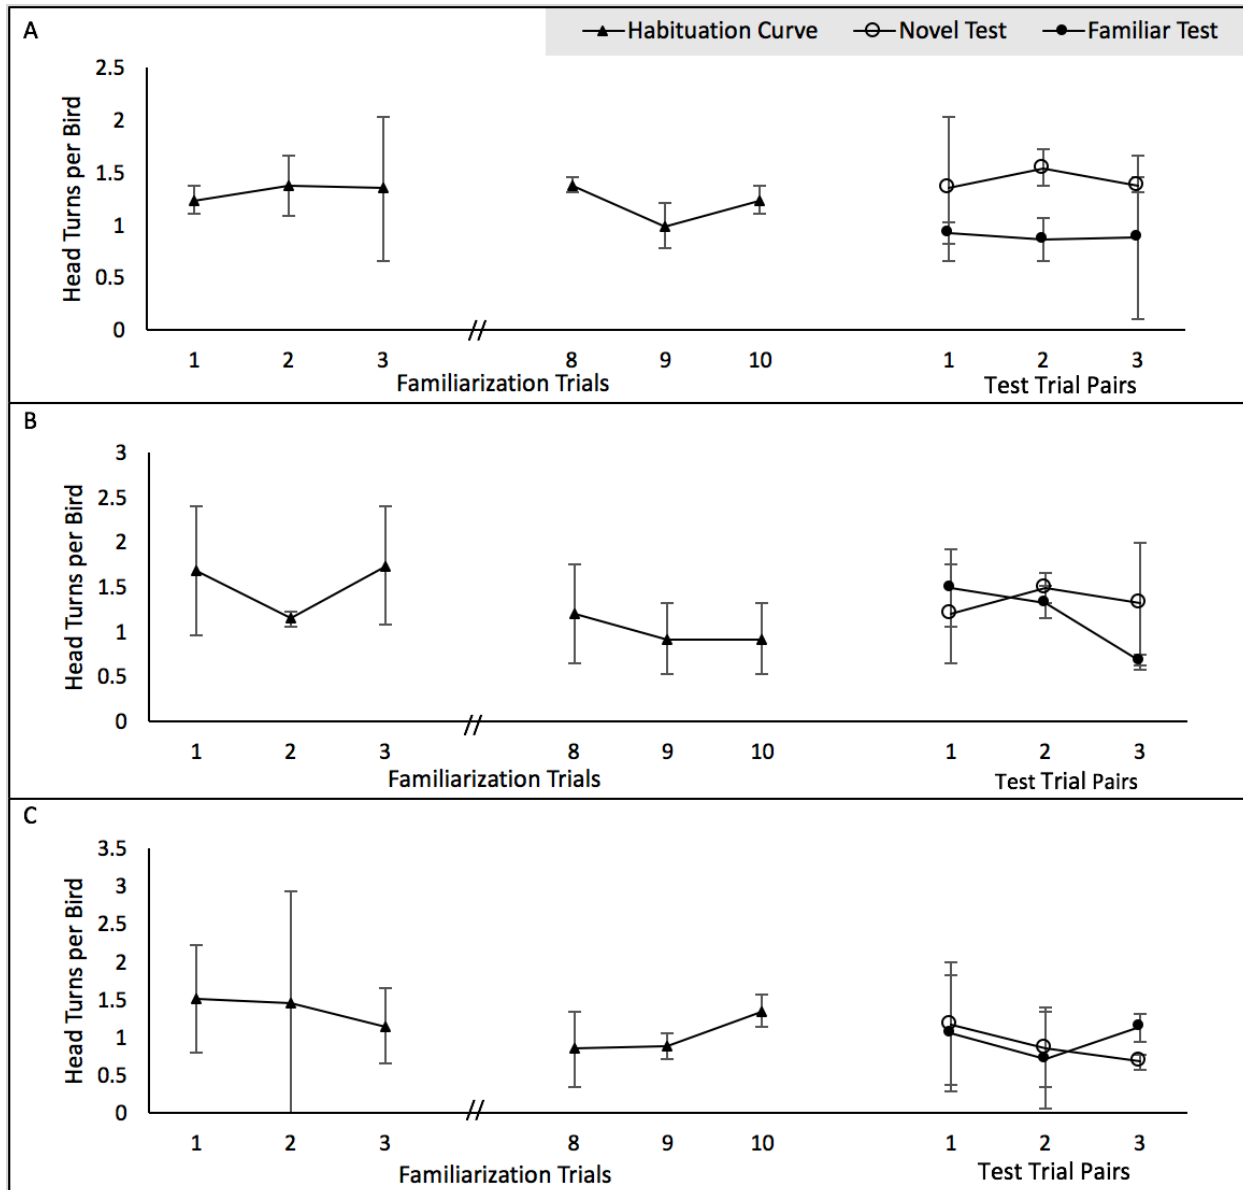 A
Habituation Curve Novel Test Familiar Test
Head Turns per Bird
2.5
2
1.5
1
0.5
0
1 2 3 8 9 10 1 2 3
Familiarization Trials Test Trial Pairs
B
Head Turns per Bird
3
2.5
2
1.5
1
0.5
0
1 2 3 8 9 10 1 2 3
Familiarization Trials Test Trial Pairs
C
Head Turns per Bird
3.5
3
2.5
2
1.5
1
0.5
0
1 2 3 8 9 10 1 2 3
Familiarization Trials Test Trial Pairs